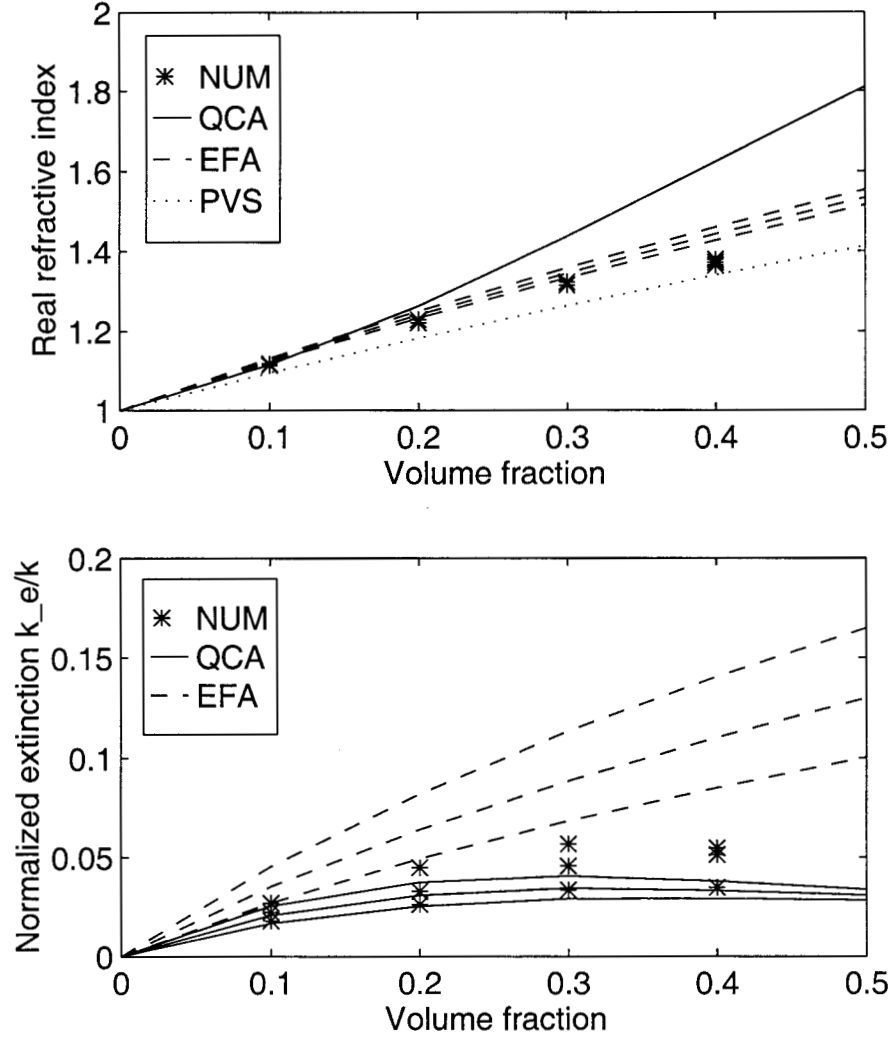 2
1.8
1.6
1.4
1.2
1
Real refractive index
NUM
QCA
EFA
PVS
0 0.1 0.2 0.3 0.4 0.5
Volume fraction
0.2
0.15
0.1
0.05
0
Normalized extinction k_e/k
NUM
QCA
EFA
0 0.1 0.2 0.3 0.4 0.5
Volume fraction